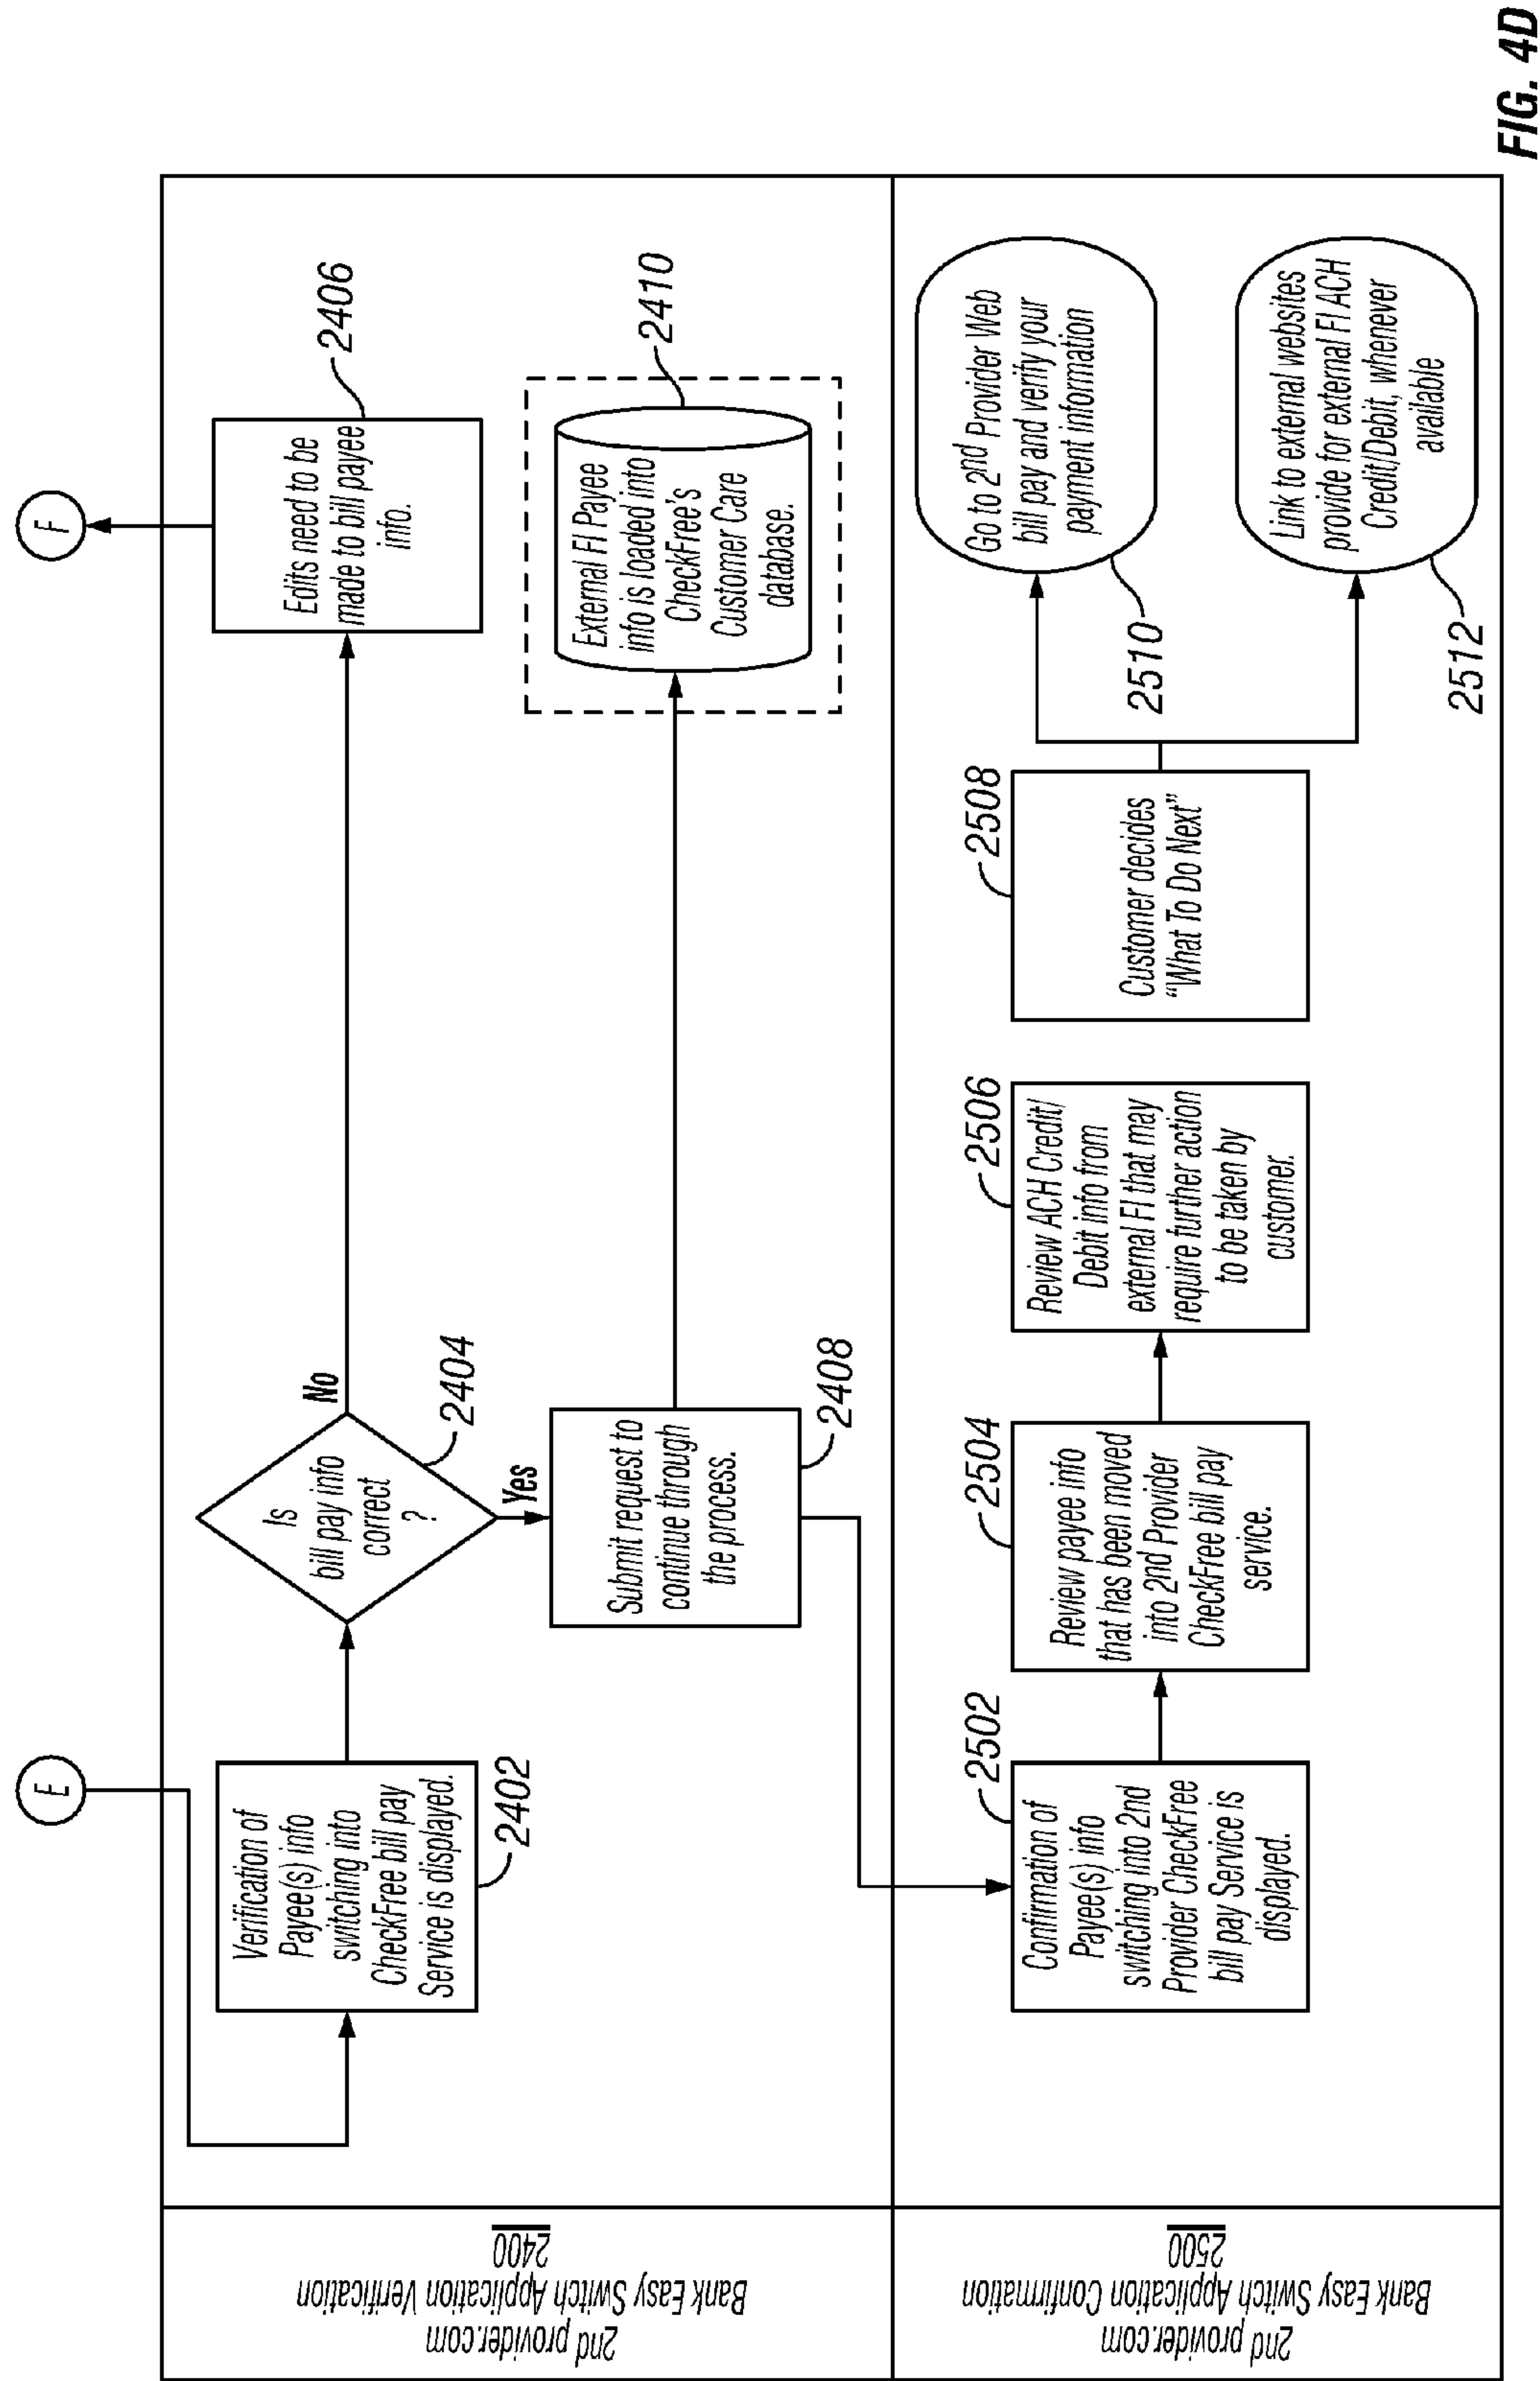 E
F
2nd provider.com
Bank Easy Switch Application Verification
2400
Verification of
Payee(s) info
switching into
CheckFree bill pay
Service is displayed.
2402
Is
bill pay info
correct
?
2404
No
Yes
Edits need to be
made to bill payee
info.
2406
Submit request to
continue through
the process.
2408
External FI Payee
info is loaded into
CheckFree's
Customer Care
database.
2410
2nd provider.com
Bank Easy Switch Application Confirmation
2500
2502
Confirmation of
Payee(s) info
switching into 2nd
Provider CheckFree
bill pay Service is
displayed.
2504
Review payee info
that has been moved
into 2nd Provider
CheckFree bill pay
service.
2506
Review ACH Credit/
Debit info from
external FI that may
require further action
to be taken by
customer.
2508
Customer decides
“What To Do Next”
Go to 2nd Provider Web
bill pay and verify your
payment information
2510
Link to external websites
provide for external FI ACH
Credit/Debit, whenever
available
2512
FIG. 4D